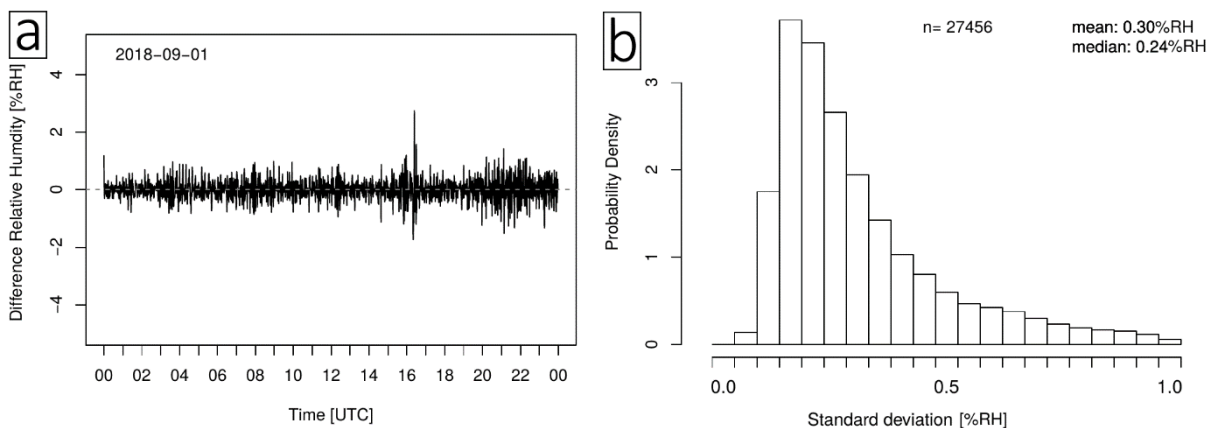 a
2018-09-01
Difference Relative Humdity [%RH]
4
2
0
-2
-4
00 02 04 06 08 10 12 14 16 18 20 22 00
Time [UTC]
b
n= 27456
mean: 0.30%RH
median: 0.24%RH
Probability Density
3
2
1
0
0.0 0.5 1.0
Standard deviation [%RH]